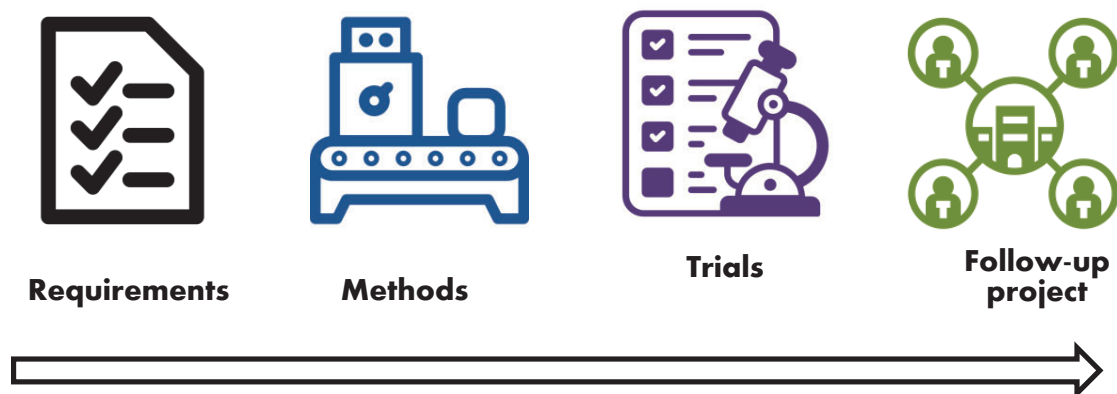 Requirements
Methods
Trials
Follow-up
project